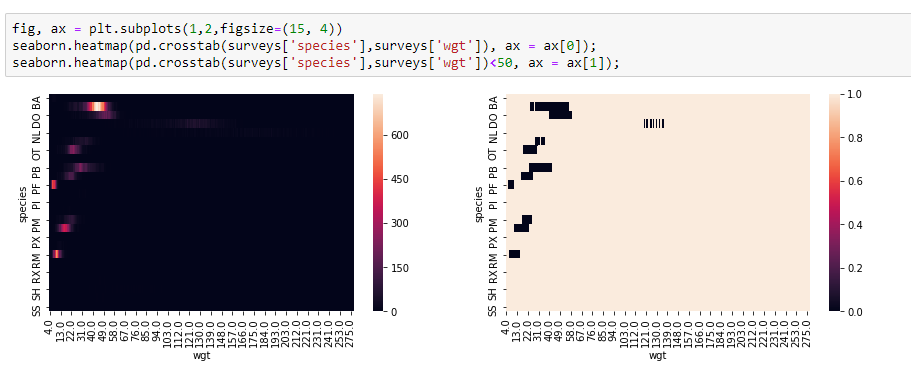 fig, ax = plt.subplots(1,2,figsize=(15, 4))
seaborn.heatmap(pd.crosstab(surveys['species'],surveys['wgt']), ax = ax[0]);
seaborn.heatmap(pd.crosstab(surveys['species'],surveys['wgt'])<50, ax = ax[1]);
species
BA
DO
NL
OT
PB
PF
PI
PM
PX
RM
RX
SH
SS
4.0 13.0 22.0 31.0 40.0 49.0 58.0 67.0 76.0 85.0 94.0 103.0 112.0 121.0 130.0 139.0 148.0 157.0 166.0 175.0 184.0 193.0 203.0 212.0 221.0 231.0 241.0 253.0 275.0
wgt
600
450
300
150
0
species
BA
DO
NL
OT
PB
PF
PI
PM
PX
RM
RX
SH
SS
4.0 13.0 22.0 31.0 40.0 49.0 58.0 67.0 76.0 85.0 94.0 103.0 112.0 121.0 130.0 139.0 148.0 157.0 166.0 175.0 184.0 193.0 203.0 212.0 221.0 231.0 241.0 253.0 275.0
wgt
1.0
0.8
0.6
0.4
0.2
0.0